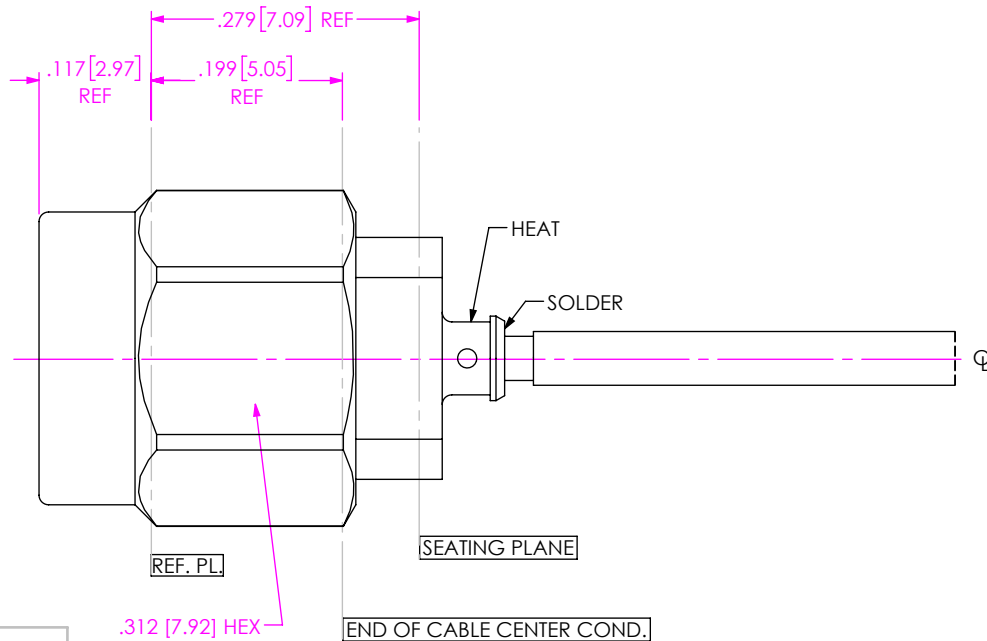 .279[7.09] REF
.117[2.97]
REF
.199[5.05]
REF
HEAT
SOLDER
℄
SEATING PLANE
REF. PL.
.312 [7.92] HEX
END OF CABLE CENTER COND.